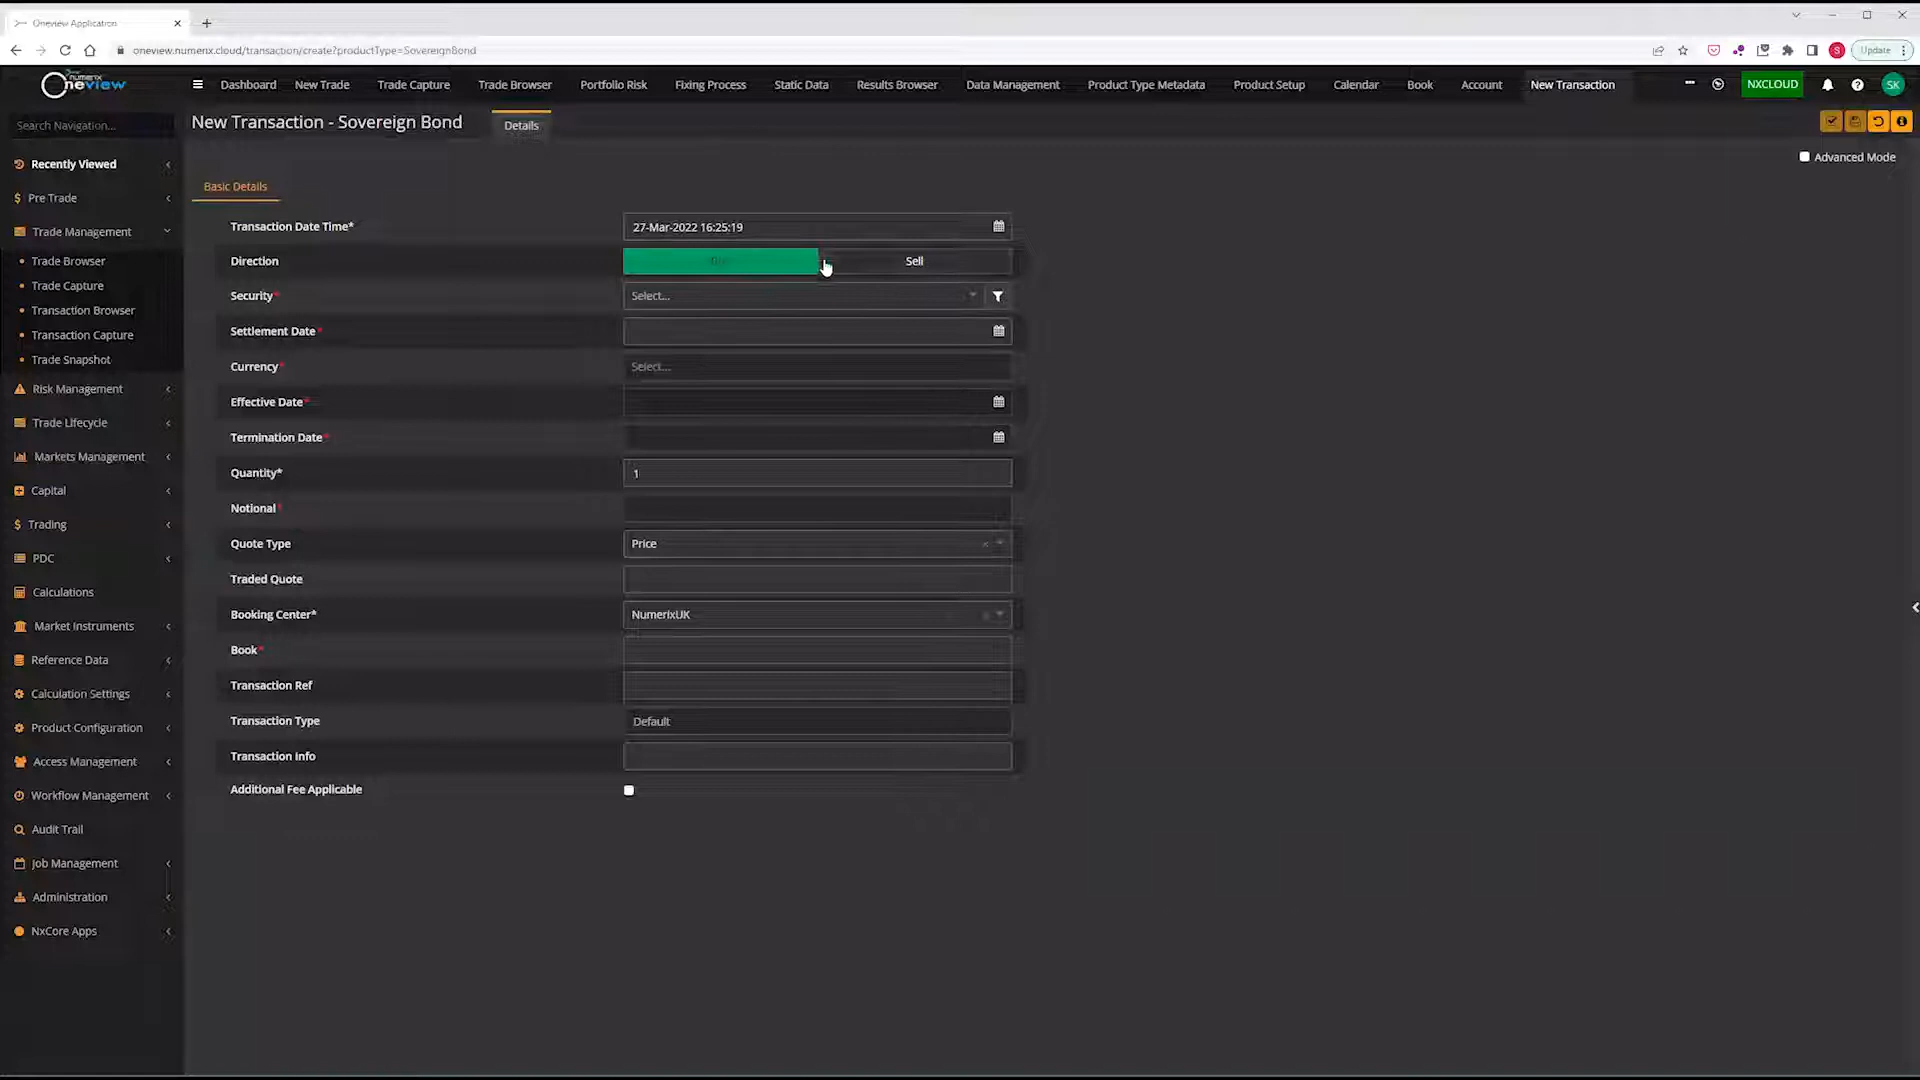 Oneview Application
oneview.numerix.cloud/transaction/create?productType=SovereignBond
Update
numerix
Oneview
Dashboard
New Trade
Trade Capture
Trade Browser
Portfolio Risk
Fixing Process
Static Data
Results Browser
Data Management
Product Type Metadata
Product Setup
Calendar
Book
Account
New Transaction
NXCLOUD
SK
Search Navigation...
New Transaction - Sovereign Bond
Details
Advanced Mode
Recently Viewed
Pre Trade
Trade Management
Trade Browser
Trade Capture
Transaction Browser
Transaction Capture
Trade Snapshot
Risk Management
Trade Lifecycle
Markets Management
Capital
Trading
PDC
Calculations
Market Instruments
Reference Data
Calculation Settings
Product Configuration
Access Management
Workflow Management
Audit Trail
Job Management
Administration
NxCore Apps
Basic Details
Transaction Date Time* 27-Mar-2022 16:25:19
Direction Sell
Security* Select...
Settlement Date*
Currency* Select...
Effective Date*
Termination Date*
Quantity* 1
Notional*
Quote Type Price
Traded Quote
Booking Center* NumerixUK
Book*
Transaction Ref
Transaction Type Default
Transaction Info
Additional Fee Applicable